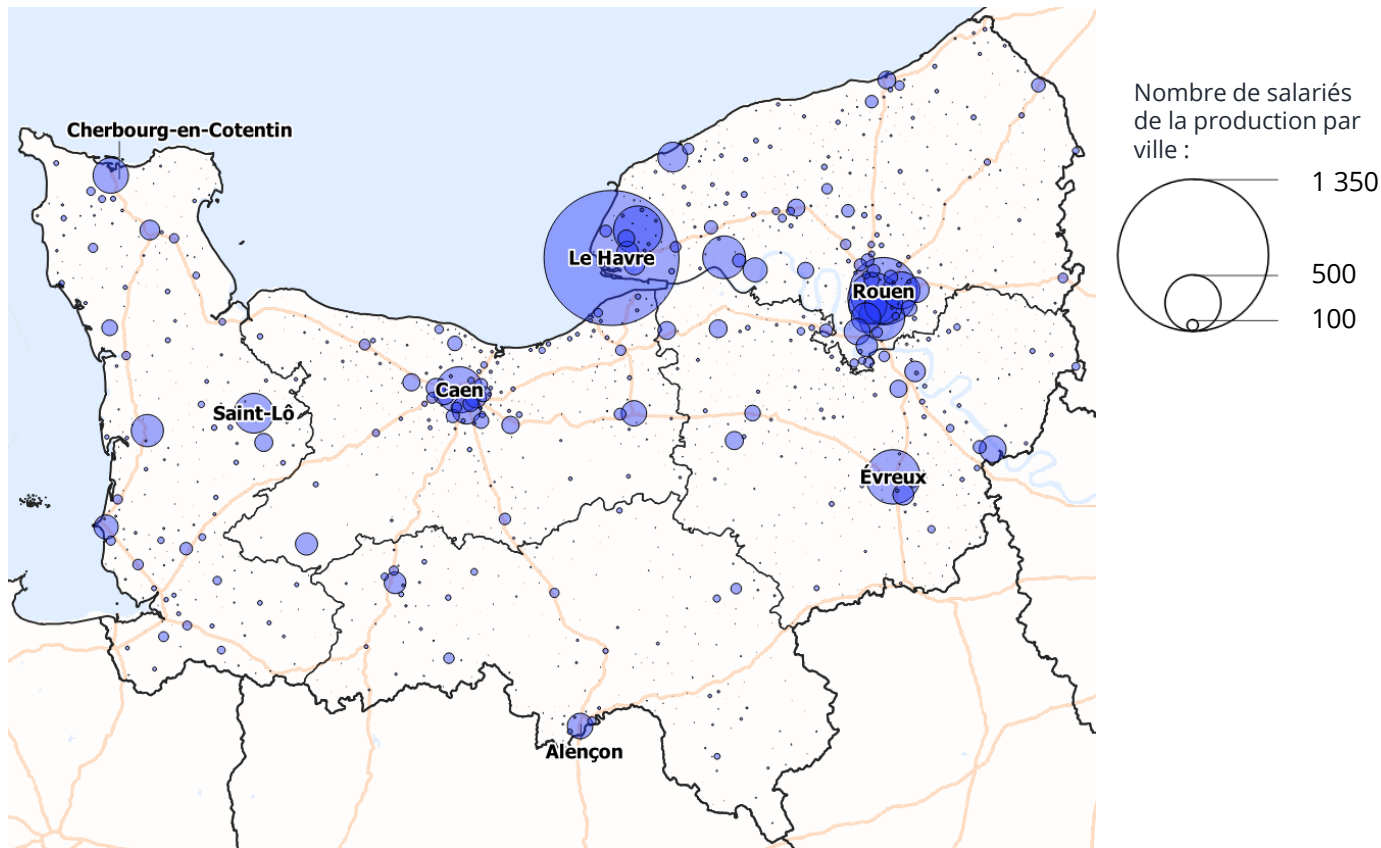 Cherbourg-en-Cotentin
Le Havre
Rouen
Caen
Saint-Lô
Évreux
Alençon
Nombre de salariés
de la production par
ville :
1 350
500
100